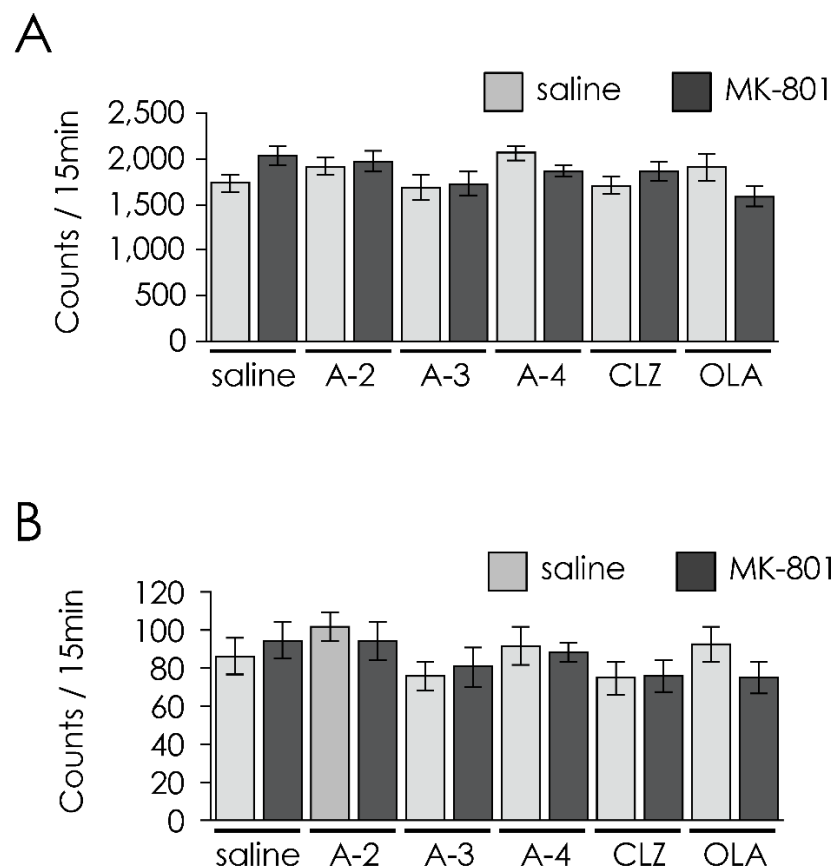 A
saline MK-801
Counts / 15min
2,500
2,000
1,500
1,000
500
0
saline A-2 A-3 A-4 CLZ OLA
B
saline MK-801
Counts / 15min
120
100
80
60
40
20
0
saline A-2 A-3 A-4 CLZ OLA